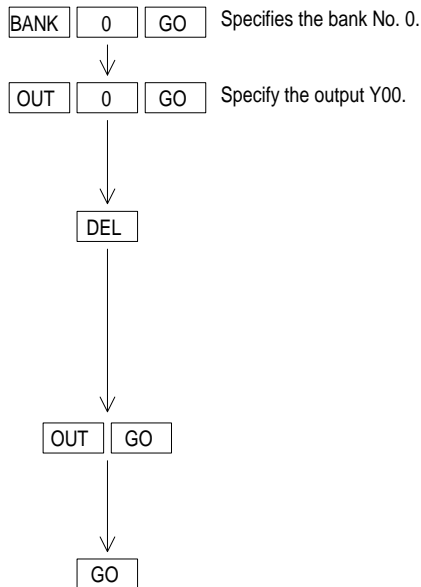 BANK 0 GO Specifies the bank No. 0.
OUT 0 GO Specify the output Y00.
DEL
OUT GO
GO